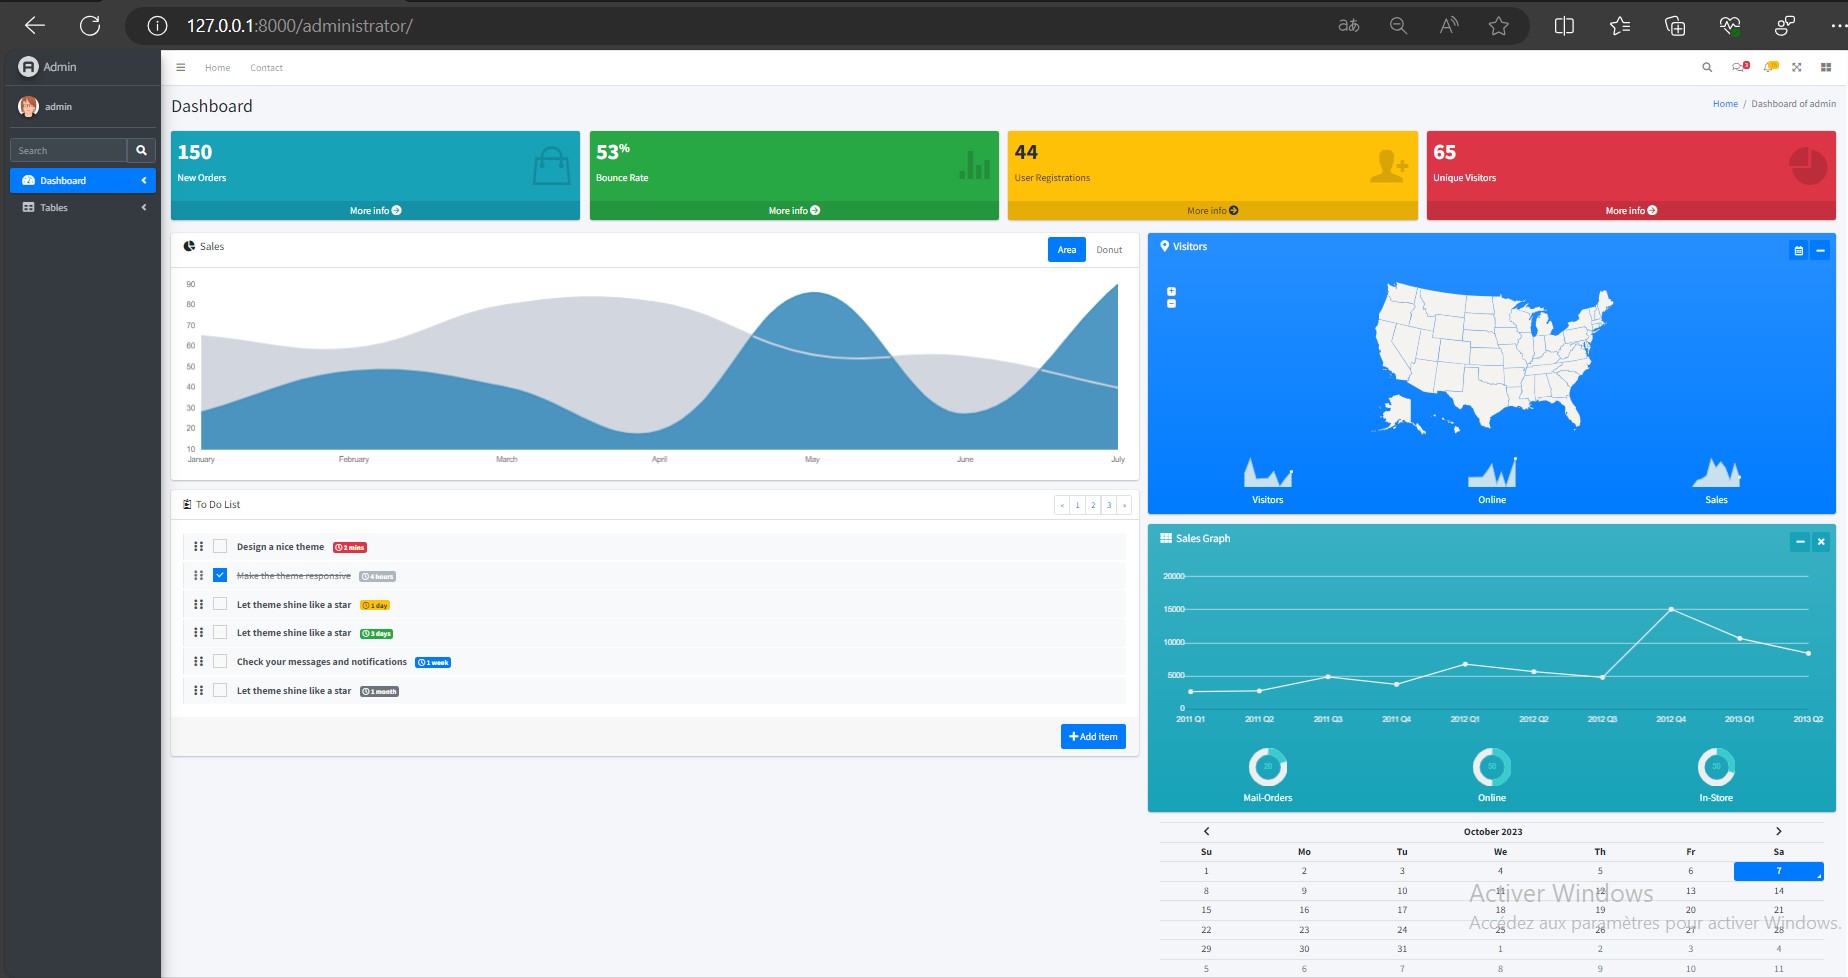 127.0.0.1:8000/administrator/
Admin
Home
Contact
admin
Search
Dashboard
Tables
Dashboard
Home / Dashboard of admin
150
New Orders
More info
53%
Bounce Rate
More info
44
User Registrations
More info
65
Unique Visitors
More info
Sales
Area
Donut
90
80
70
60
50
40
30
20
10
January February March April May June July
To Do List
« 1 2 3 »
Design a nice theme 2 mins
Make the theme responsive 4 hours
Let theme shine like a star 1 day
Let theme shine like a star 3 days
Check your messages and notifications 1 week
Let theme shine like a star 1 month
Add item
Visitors
Visitors Online Sales
Sales Graph
20000
15000
10000
5000
0
2011 Q1 2011 Q2 2011 Q3 2011 Q4 2012 Q1 2012 Q2 2012 Q3 2012 Q4 2013 Q1 2013 Q2
20 50 30
Mail-Orders Online In-Store
October 2023
Su Mo Tu We Th Fr Sa
1 2 3 4 5 6 7
8 9 10 11 12 13 14
15 16 17 18 19 20 21
22 23 24 25 26 27 28
29 30 31 1 2 3 4
5 6 7 8 9 10 11
Activer Windows
Accédez aux paramètres pour activer Windows.